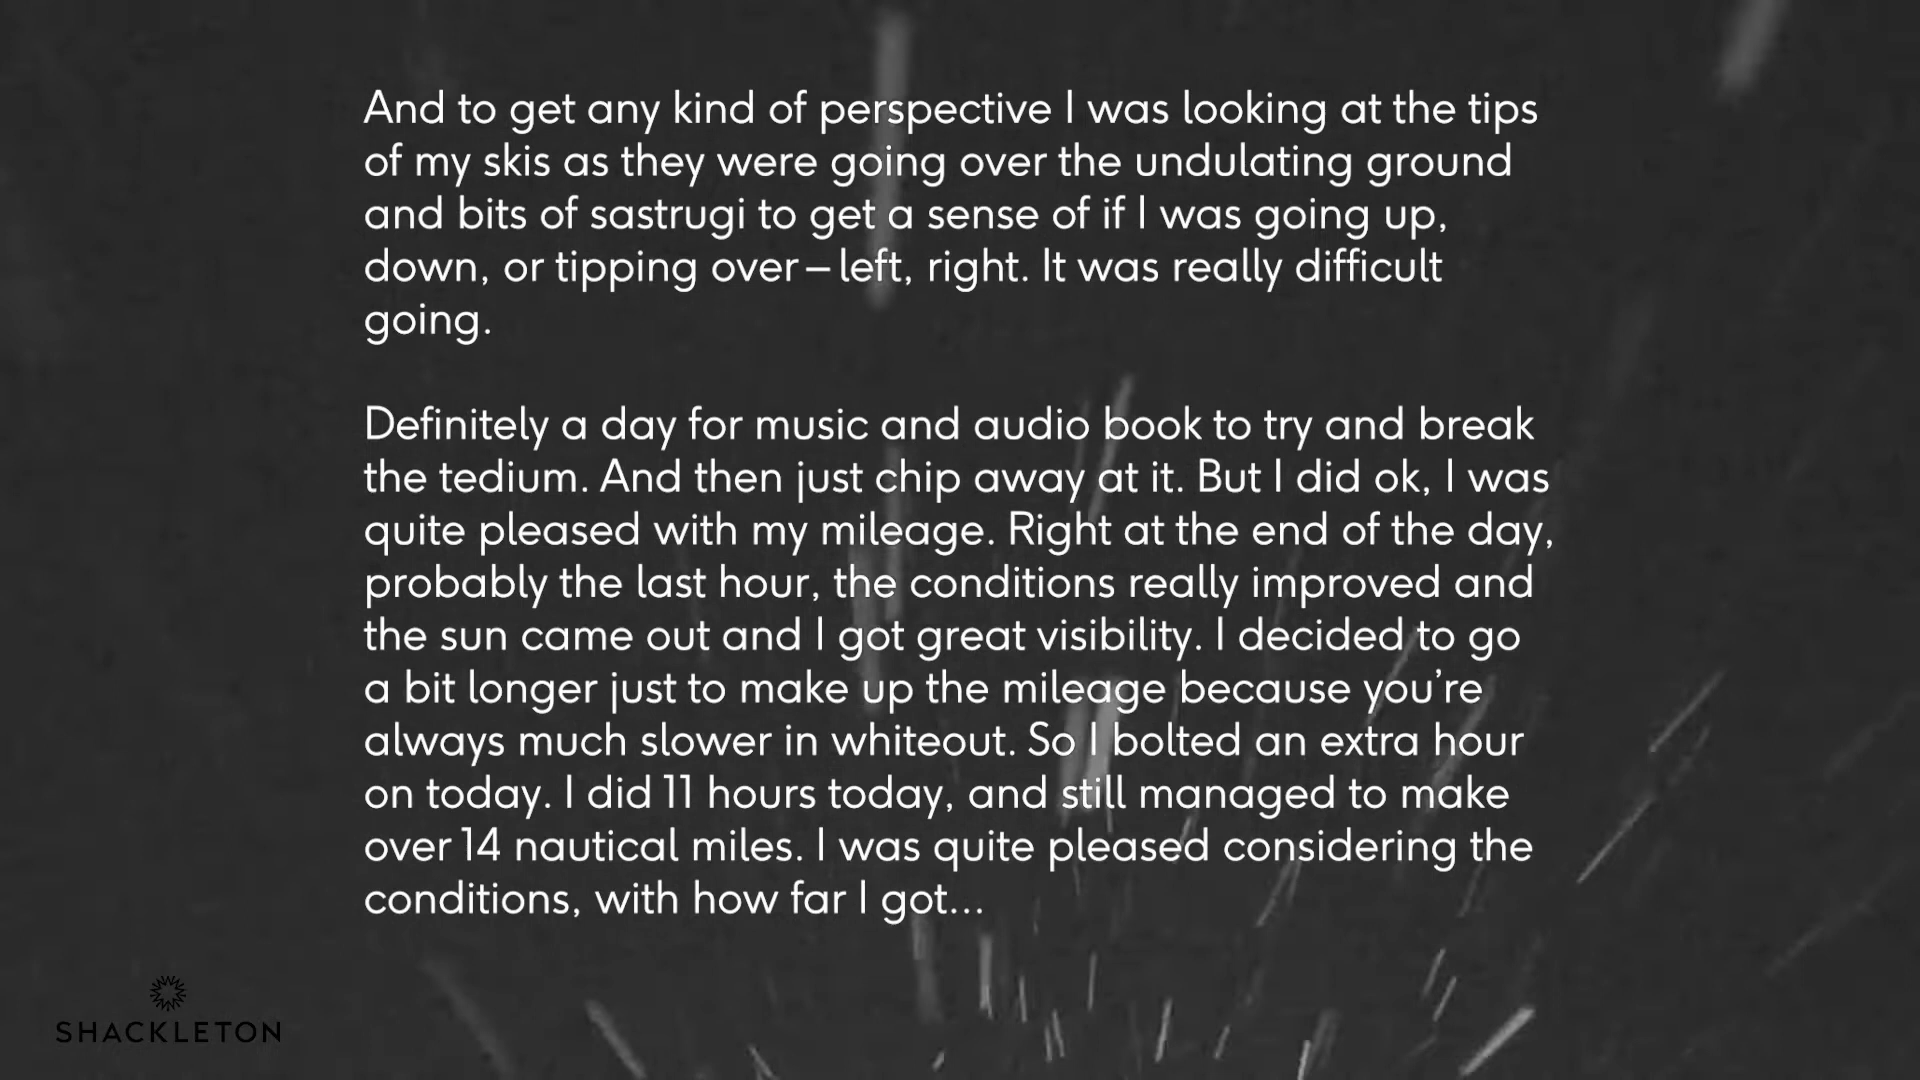 And to get any kind of perspective I was looking at the tips
of my skis as they were going over the undulating ground
and bits of sastrugi to get a sense of if I was going up,
down, or tipping over – left, right. It was really difficult
going.
Definitely a day for music and audio book to try and break
the tedium. And then just chip away at it. But I did ok, I was
quite pleased with my mileage. Right at the end of the day,
probably the last hour, the conditions really improved and
the sun came out and I got great visibility. I decided to go
a bit longer just to make up the mileage because you’re
always much slower in whiteout. So I bolted an extra hour
on today. I did 11 hours today, and still managed to make
over 14 nautical miles. I was quite pleased considering the
conditions, with how far I got...
SHACKLETON